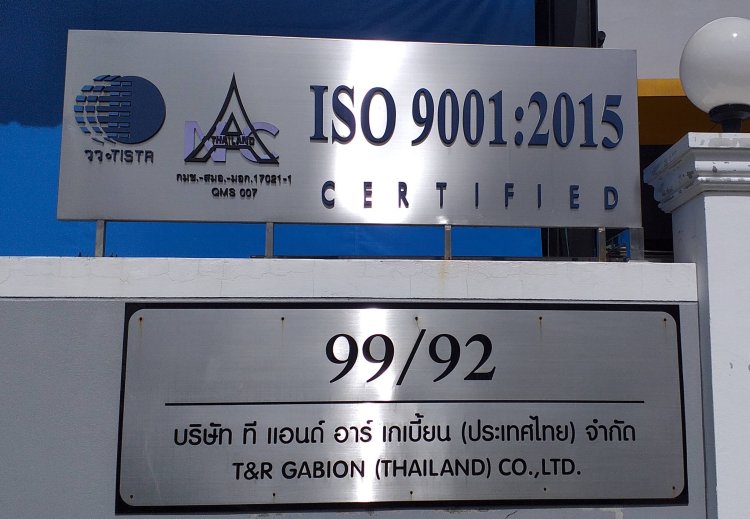 วว.TISTR
NAC
THAILAND
กมช.-สมอ.-มอก.17021-1
QMS 007
ISO 9001:2015
CERTIFIED
99/92
บริษัท ที แอนด์ อาร์ เกเบี้ยน (ประเทศไทย) จำกัด
T&R GABION (THAILAND) CO.,LTD.